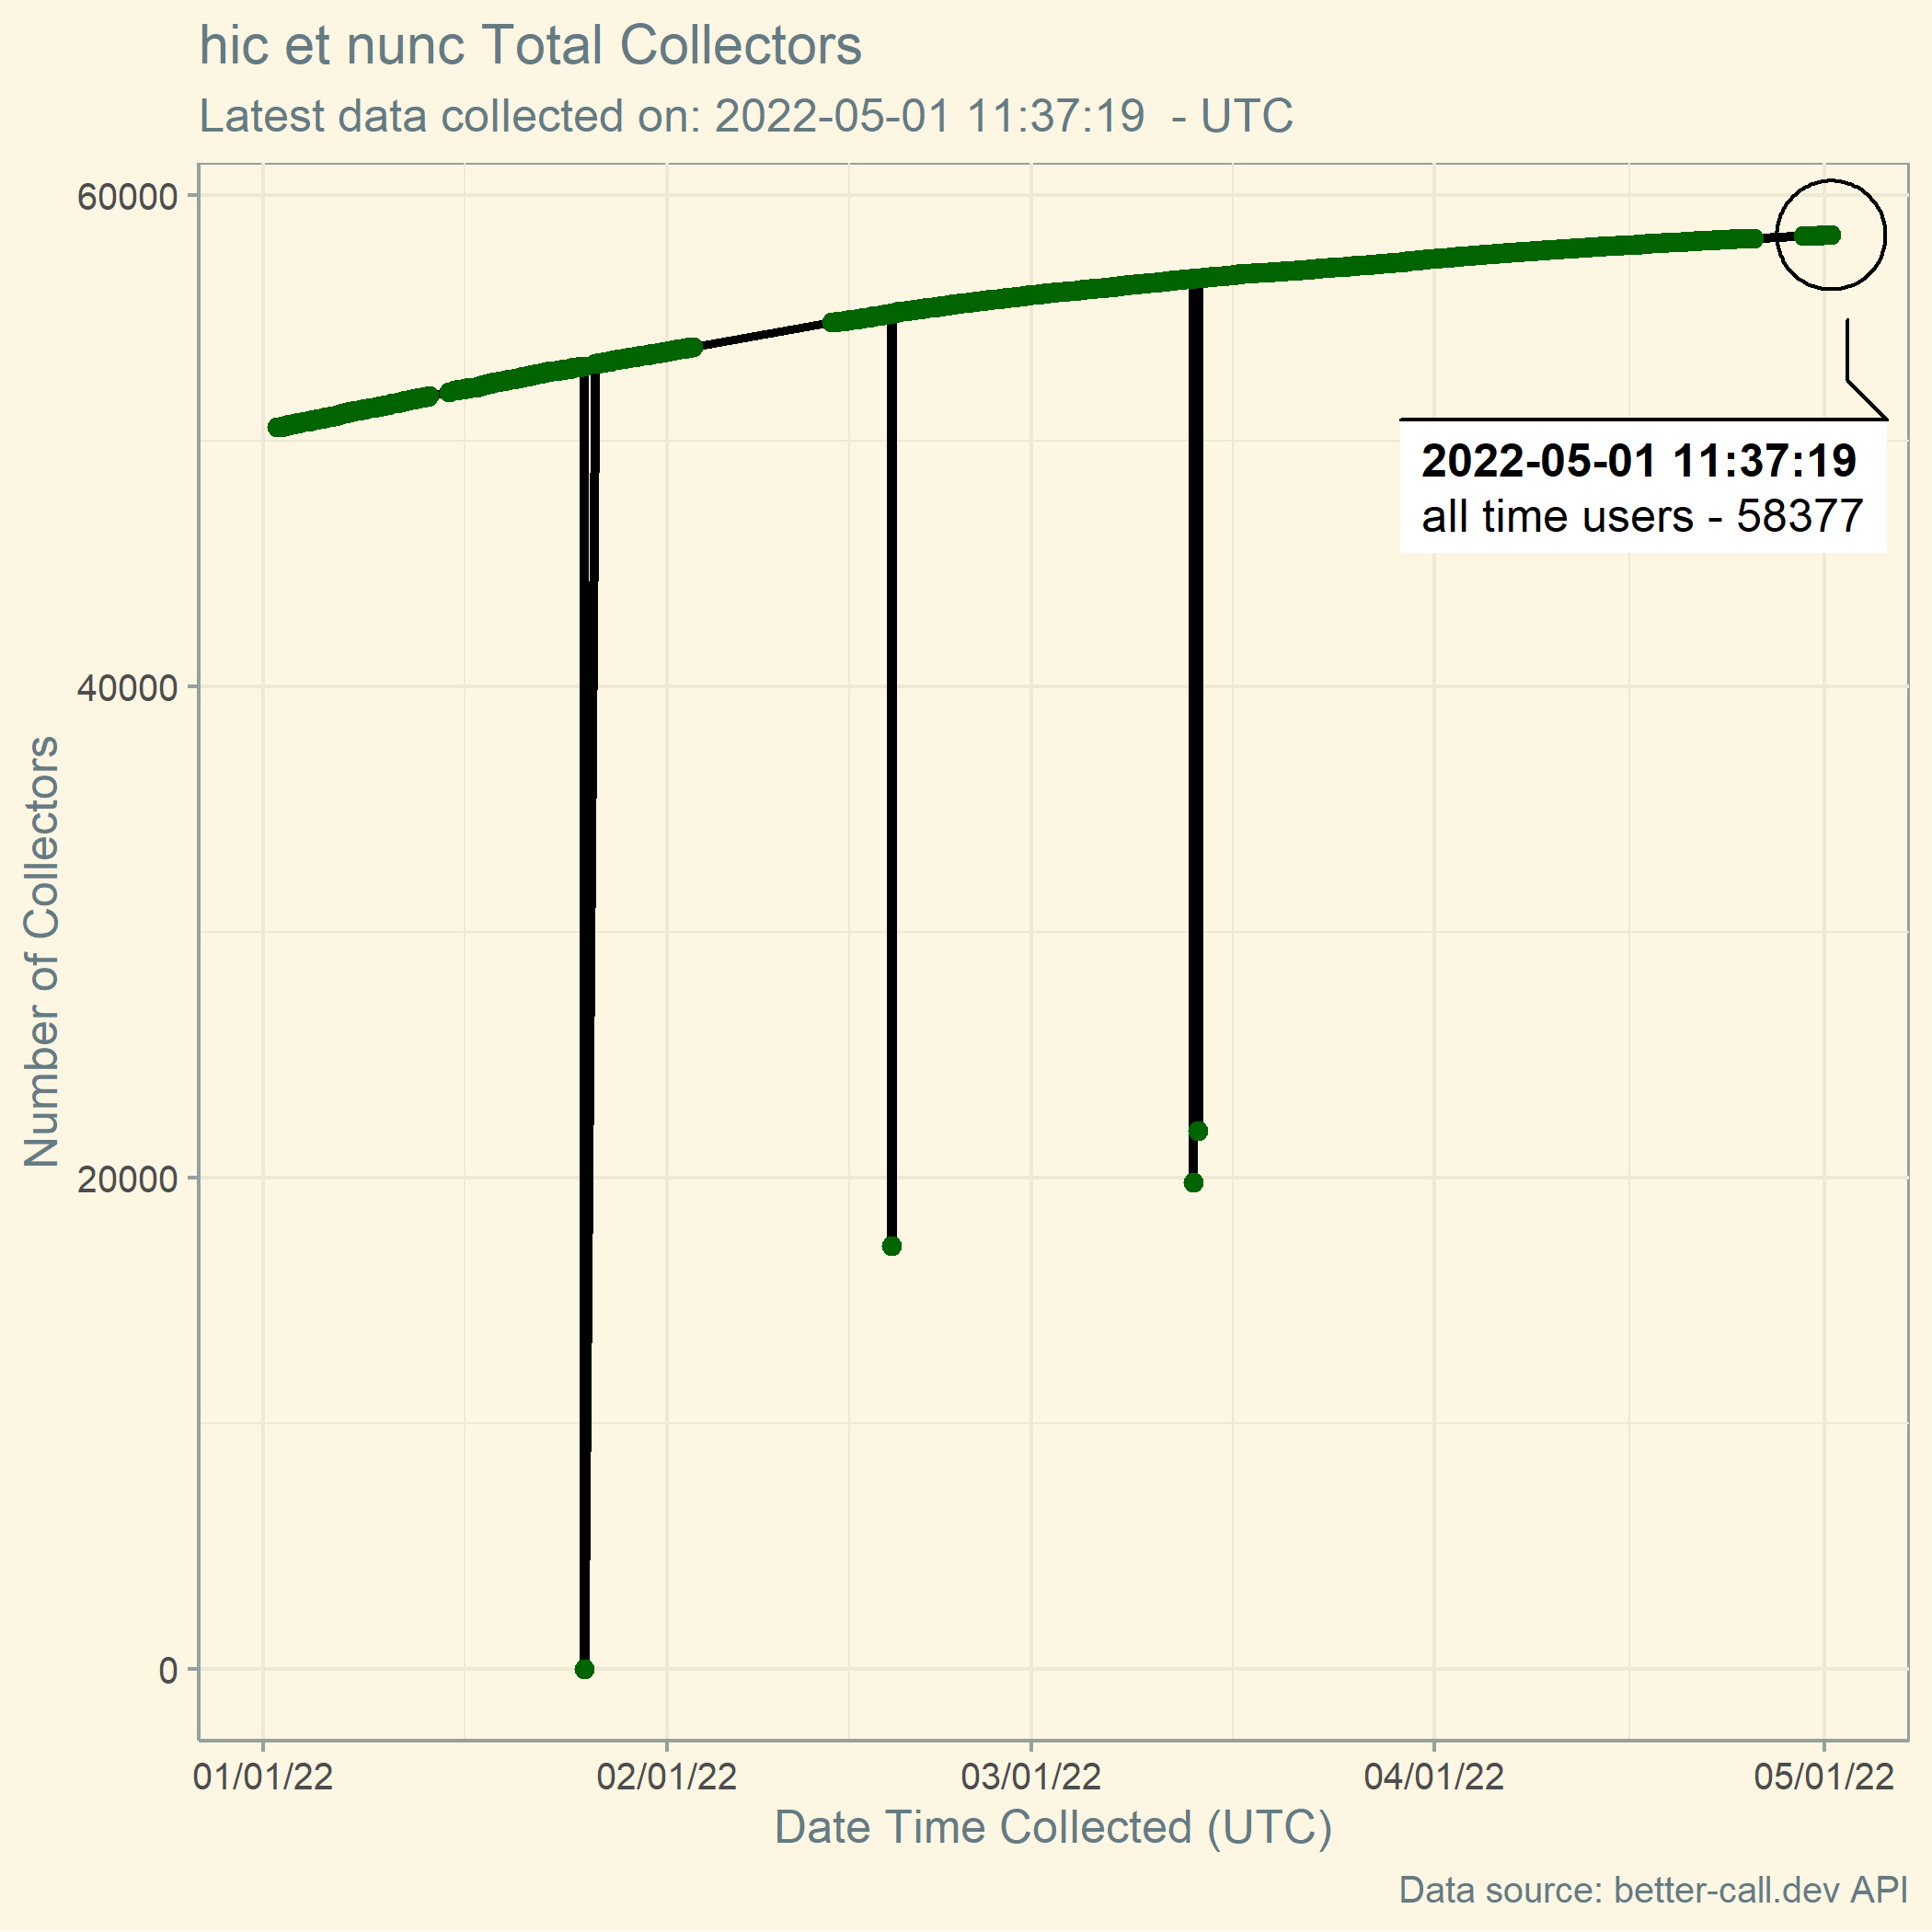 hic et nunc Total Collectors
Latest data collected on: 2022-05-01 11:37:19  - UTC
60000
40000
20000
0
Number of Collectors
2022-05-01 11:37:19
all time users - 58377
01/01/22 02/01/22 03/01/22 04/01/22 05/01/22
Date Time Collected (UTC)
Data source: better-call.dev API